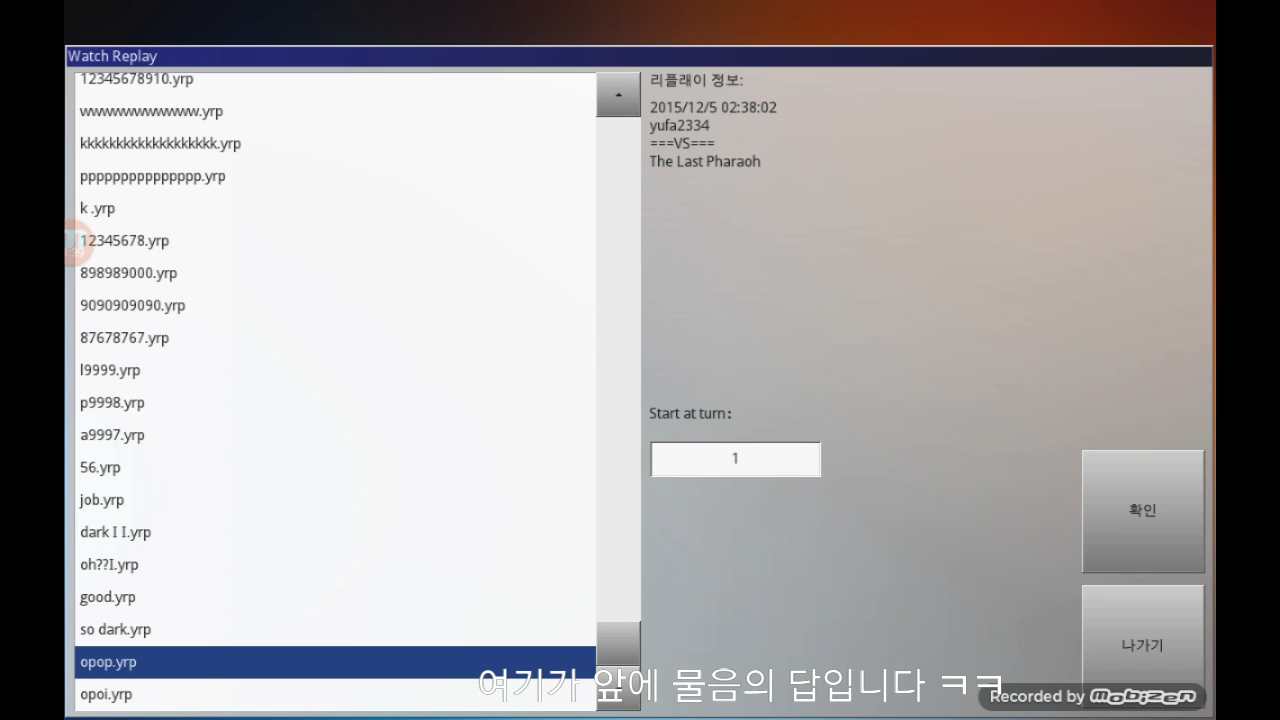 Watch Replay
12345678910.yrp
wwwwwwwwwwww.yrp
kkkkkkkkkkkkkkkkkkk.yrp
ppppppppppppppp.yrp
k .yrp
12345678.yrp
898989000.yrp
9090909090.yrp
87678767.yrp
l9999.yrp
p9998.yrp
a9997.yrp
56.yrp
job.yrp
dark I I.yrp
oh??I.yrp
good.yrp
so dark.yrp
opop.yrp
opoi.yrp
리플래이 정보:
2015/12/5 02:38:02
yufa2334
===VS===
The Last Pharaoh
Start at turn:
1
확인
나가기
여기가 앞에 물음의 답입니다 ㅋㅋ
Recorded by mobizen